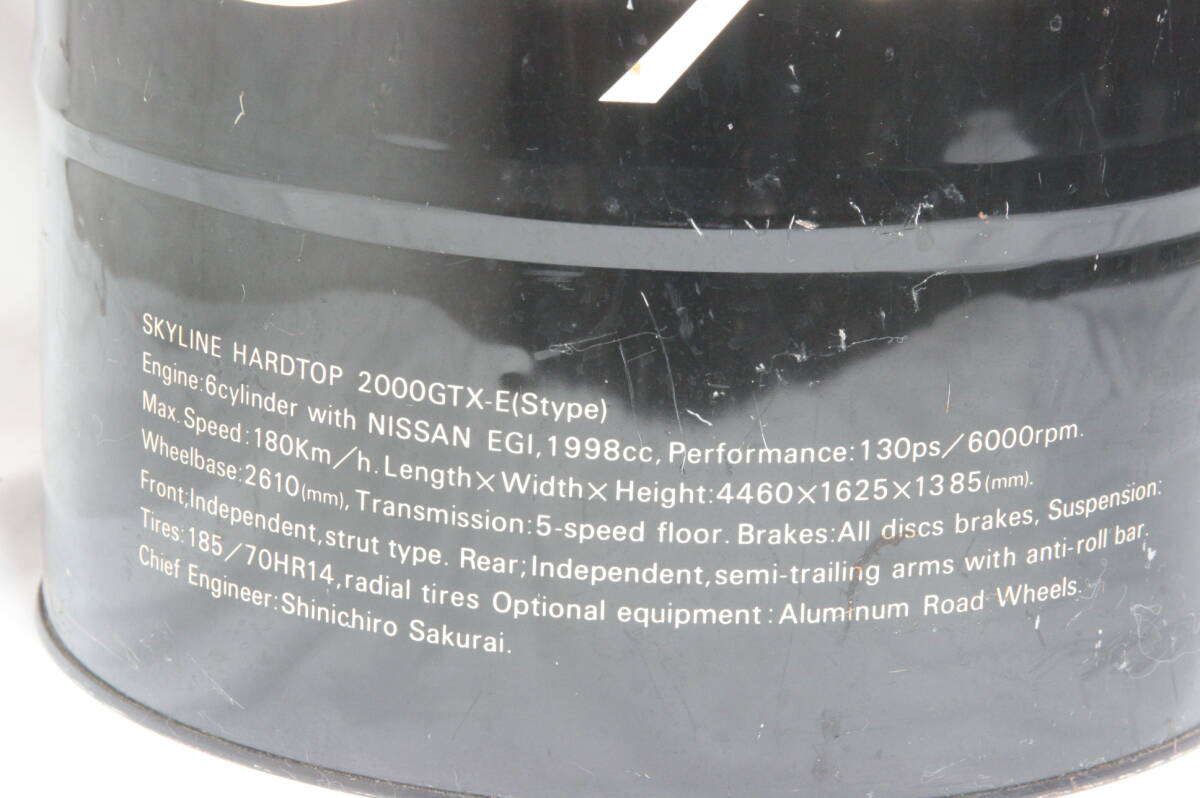 SKYLINE HARDTOP 2000GTX-E(Stype)
Engine:6cylinder with NISSAN EGI,1998cc, Performance:130ps/6000rpm.
Max. Speed:180Km/h. Length×Width×Height:4460×1625×1385(mm).
Wheelbase:2610(mm), Transmission:5-speed floor. Brakes:All discs brakes, Suspension:
Front;Independent,strut type. Rear;Independent,semi-trailing arms with anti-roll bar.
Tires:185/70HR14,radial tires Optional equipment:Aluminum Road Wheels.
Chief Engineer:Shinichiro Sakurai.